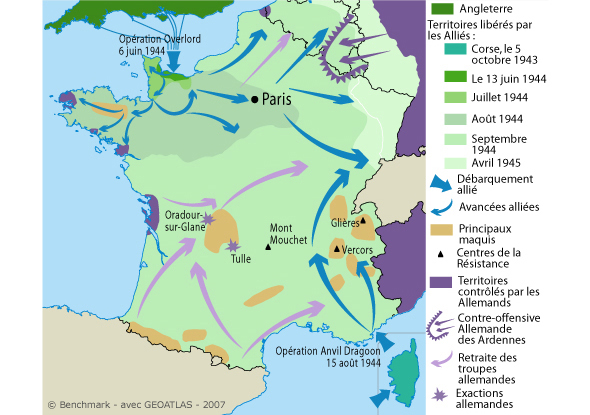 Opération Overlord
6 juin 1944
Paris
Oradour-
sur-Glane
Tulle
Mont
Mouchet
Glières
Vercors
Opération Anvil Dragoon
15 août 1944
© Benchmark - avec GEOATLAS - 2007
Angleterre
Territoires libérés par
les Alliés :
Corse, le 5
octobre 1943
Le 13 juin 1944
Juillet 1944
Août 1944
Septembre
1944
Avril 1945
Débarquement
allié
Avancées alliées
Principaux
maquis
Centres de la
Résistance
Territoires
contrôlés par les
Allemands
Contre-offensive
Allemande
des Ardennes
Retraite des
troupes
allemandes
Exactions
allemandes